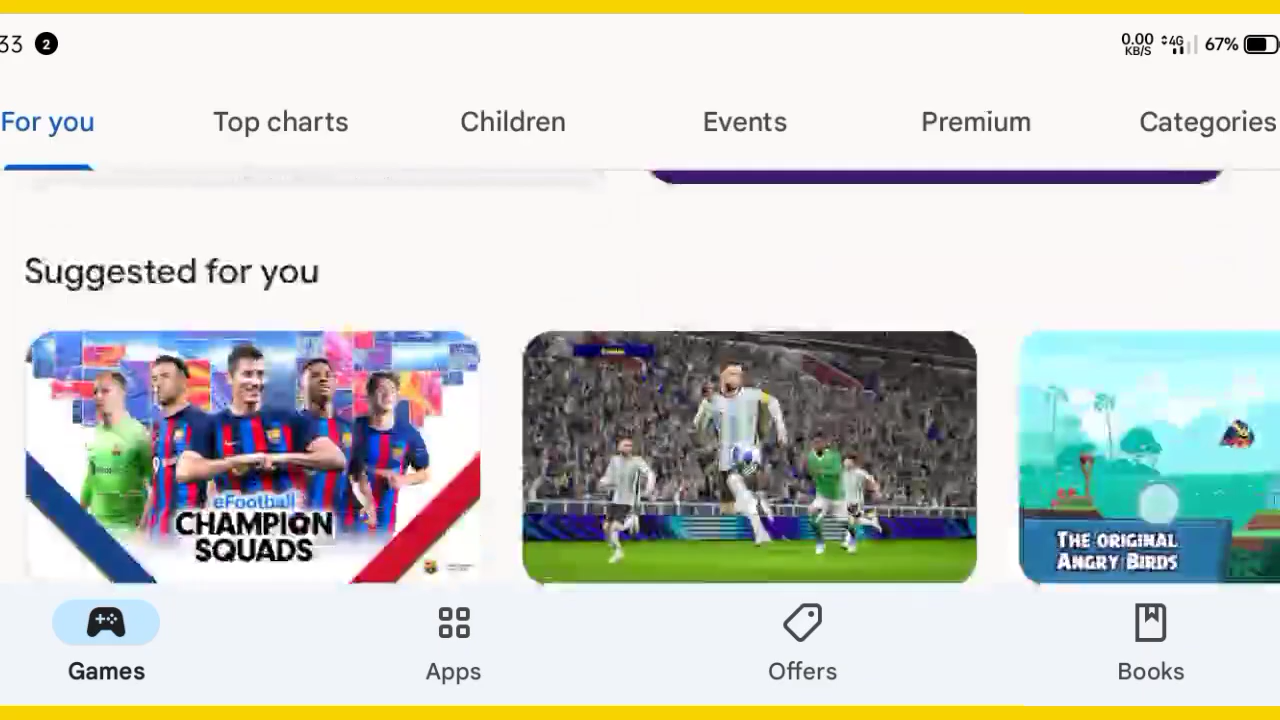 33 2 0.00 KB/S 4G 67%
For you Top charts Children Events Premium Categories
Suggested for you
eFootball
CHAMPION
SQUADS
THE ORIGINAL
ANGRY BIRDS
Games Apps Offers Books